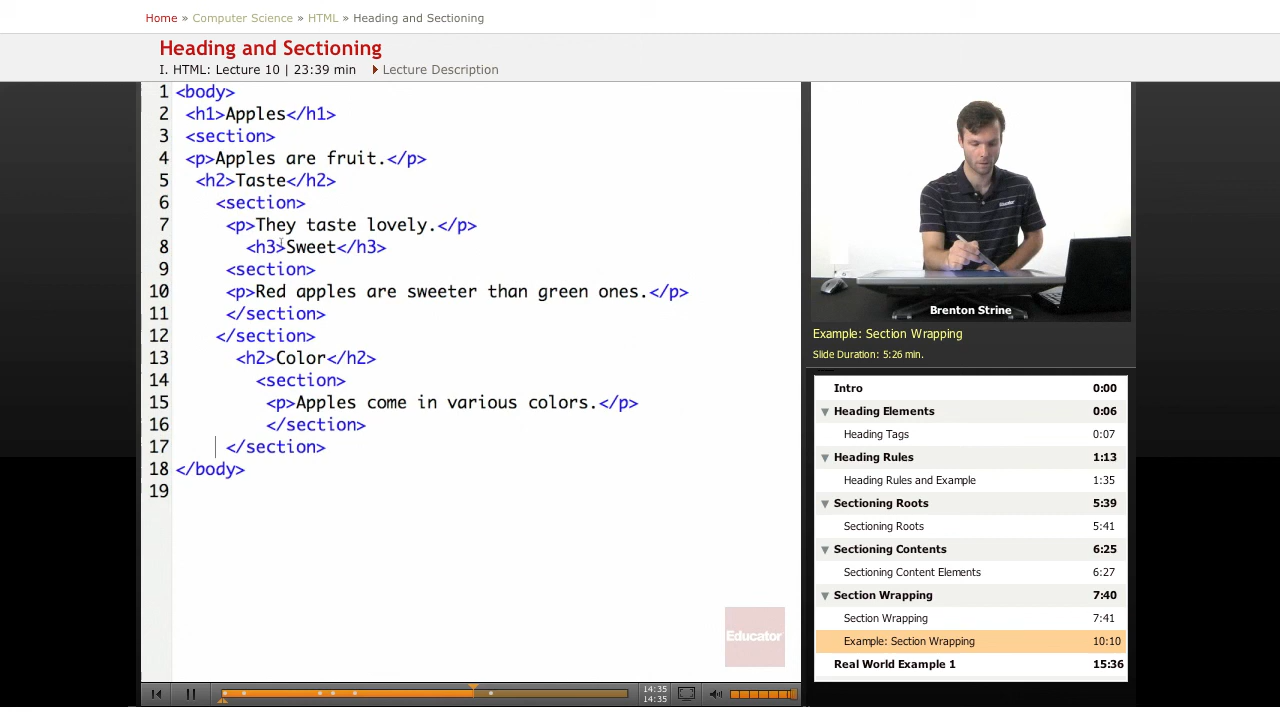 Home » Computer Science » HTML » Heading and Sectioning
Heading and Sectioning
I. HTML: Lecture 10 | 23:39 min Lecture Description
1 <body>
2 <h1>Apples</h1>
3 <section>
4 <p>Apples are fruit.</p>
5 <h2>Taste</h2>
6 <section>
7 <p>They taste lovely.</p>
8 <h3>Sweet</h3>
9 <section>
10 <p>Red apples are sweeter than green ones.</p>
11 </section>
12 </section>
13 <h2>Color</h2>
14 <section>
15 <p>Apples come in various colors.</p>
16 </section>
17 </section>
18 </body>
19
Educator
Educator
Brenton Strine
Example: Section Wrapping
Slide Duration: 5:26 min.
Intro 0:00
Heading Elements 0:06
Heading Tags 0:07
Heading Rules 1:13
Heading Rules and Example 1:35
Sectioning Roots 5:39
Sectioning Roots 5:41
Sectioning Contents 6:25
Sectioning Content Elements 6:27
Section Wrapping 7:40
Section Wrapping 7:41
Example: Section Wrapping 10:10
Real World Example 1 15:36
14:35
14:35